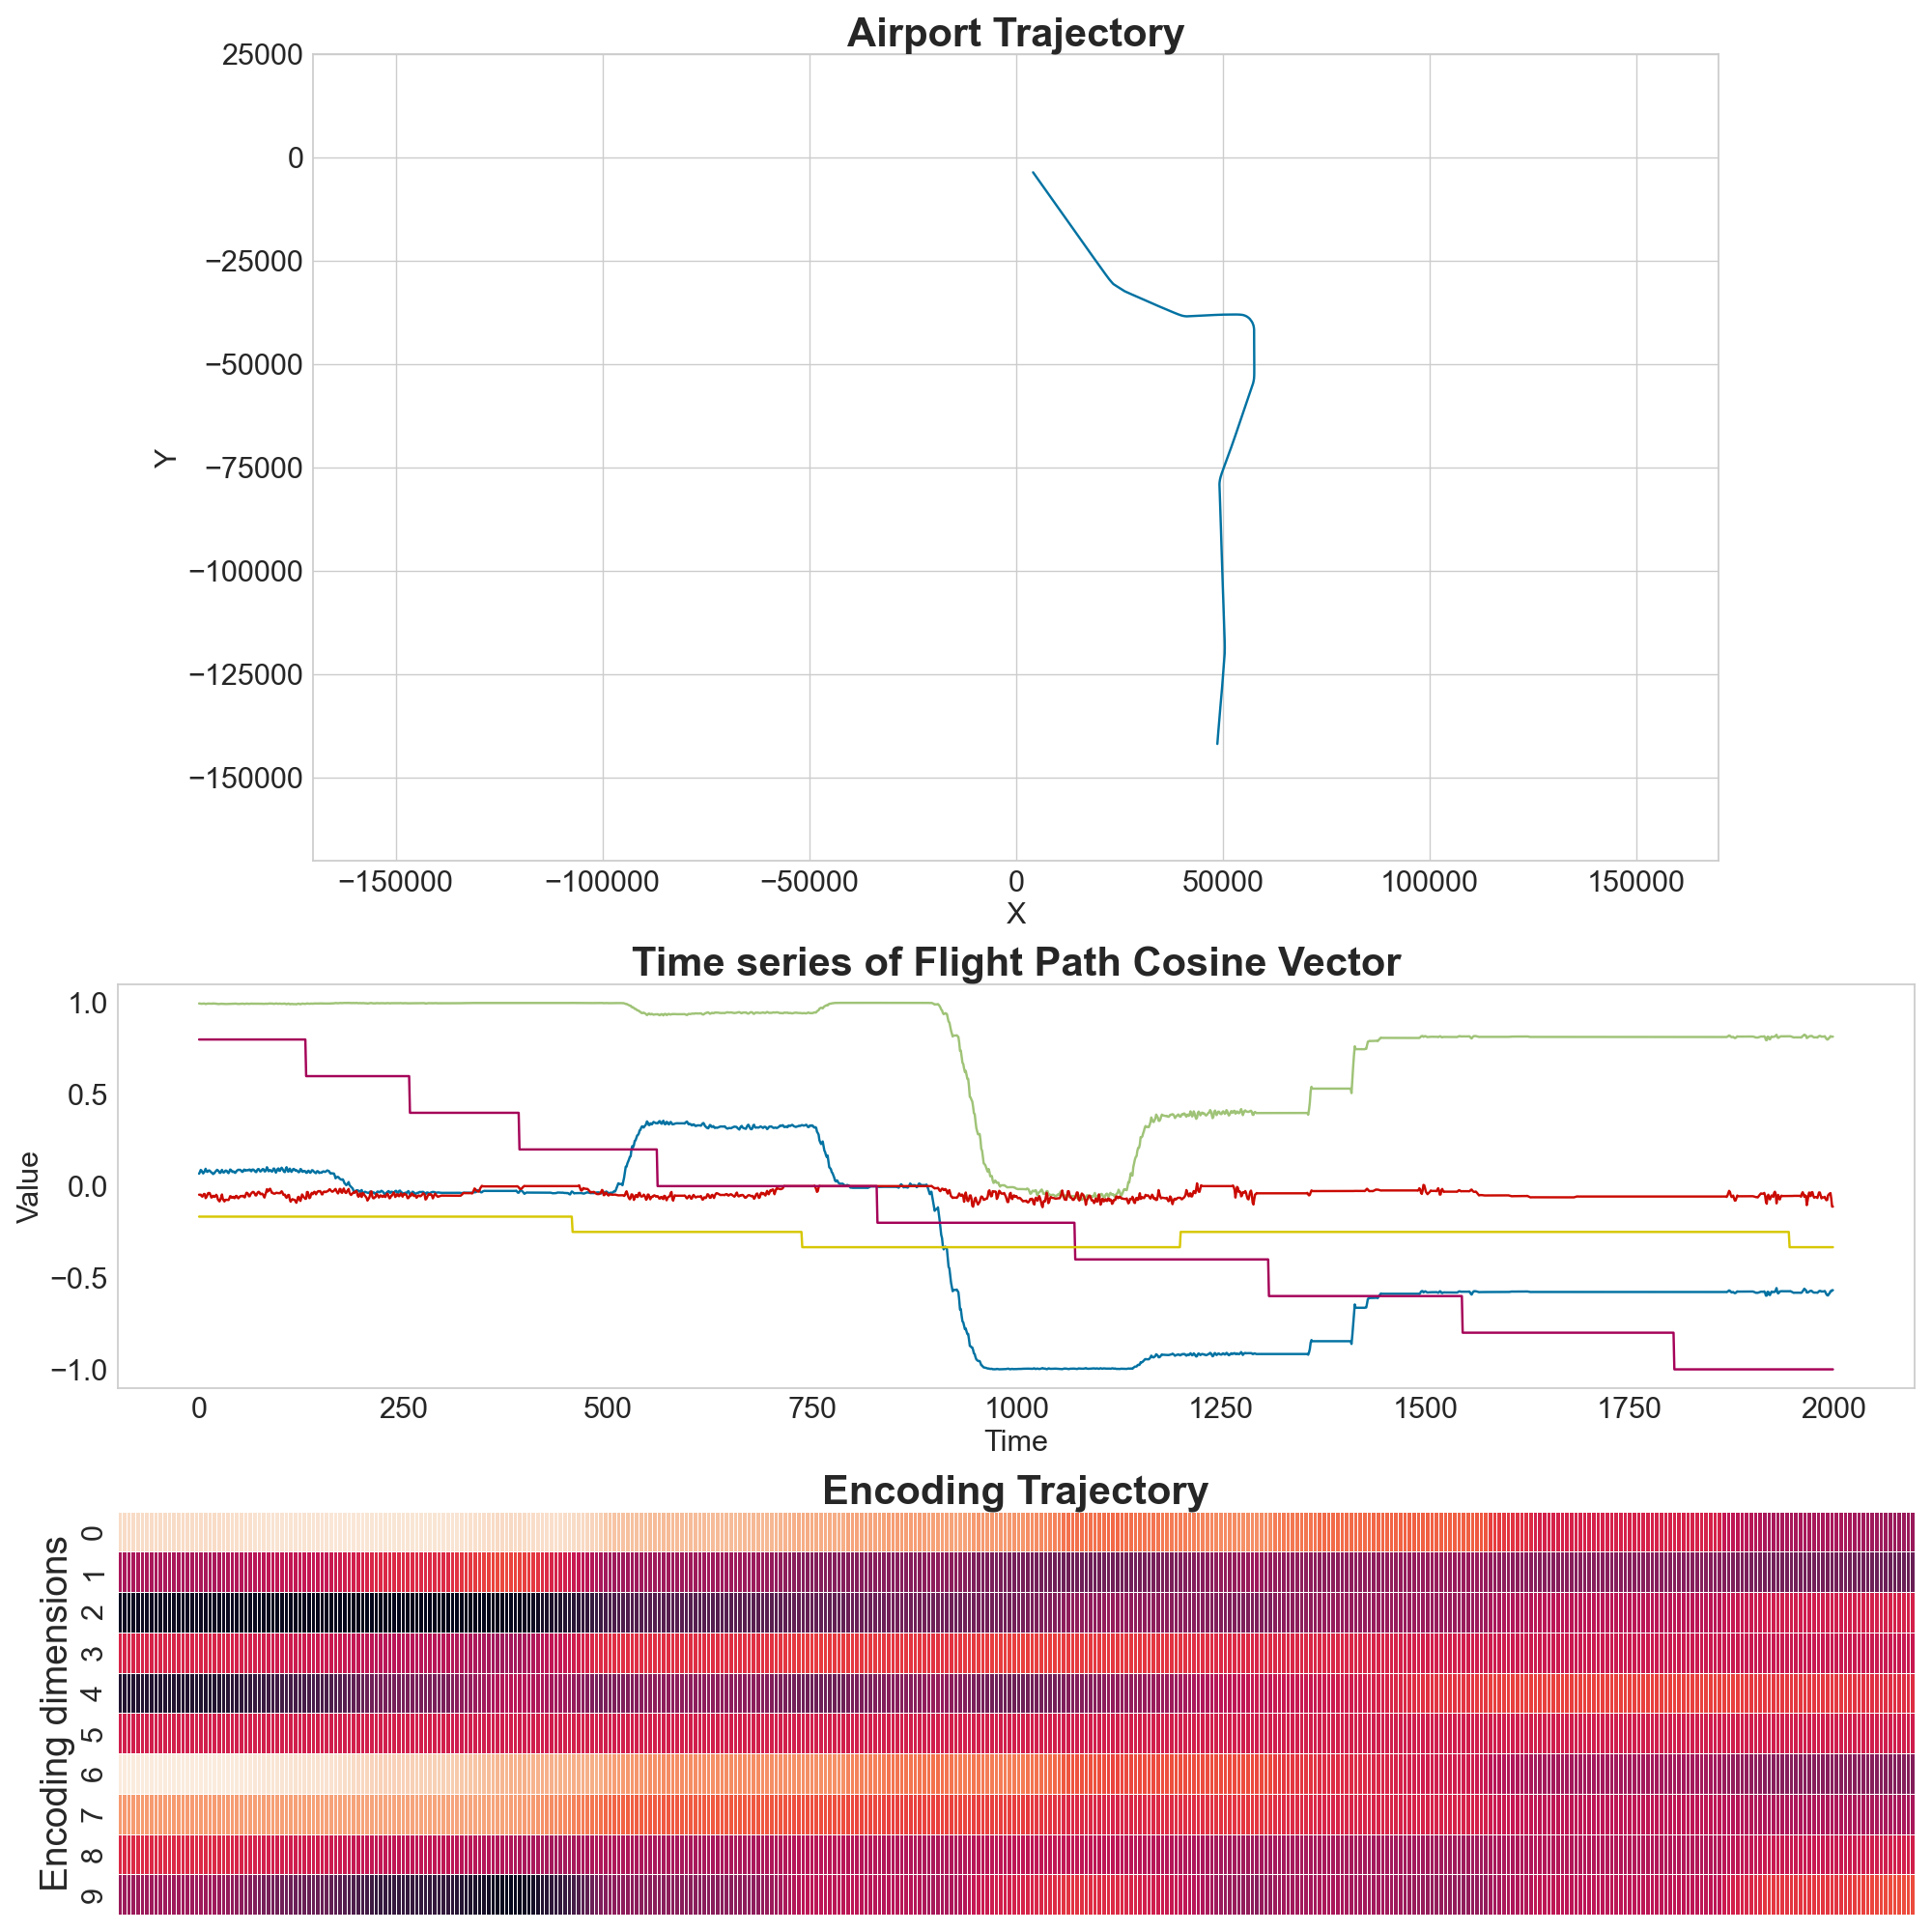 Airport Trajectory
25000
0
−25000
−50000
−75000
−100000
−125000
−150000
Y
−150000 −100000 −50000 0 50000 100000 150000
X
Time series of Flight Path Cosine Vector
1.0
0.5
0.0
−0.5
−1.0
Value
0 250 500 750 1000 1250 1500 1750 2000
Time
Encoding Trajectory
0
1
2
3
4
5
6
7
8
9
Encoding dimensions